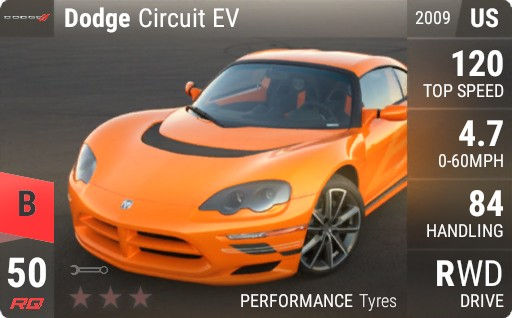 DODGE
Dodge Circuit EV
2009 US
120
TOP SPEED
4.7
0-60MPH
84
HANDLING
RWD
DRIVE
B
50
RQ
PERFORMANCE Tyres